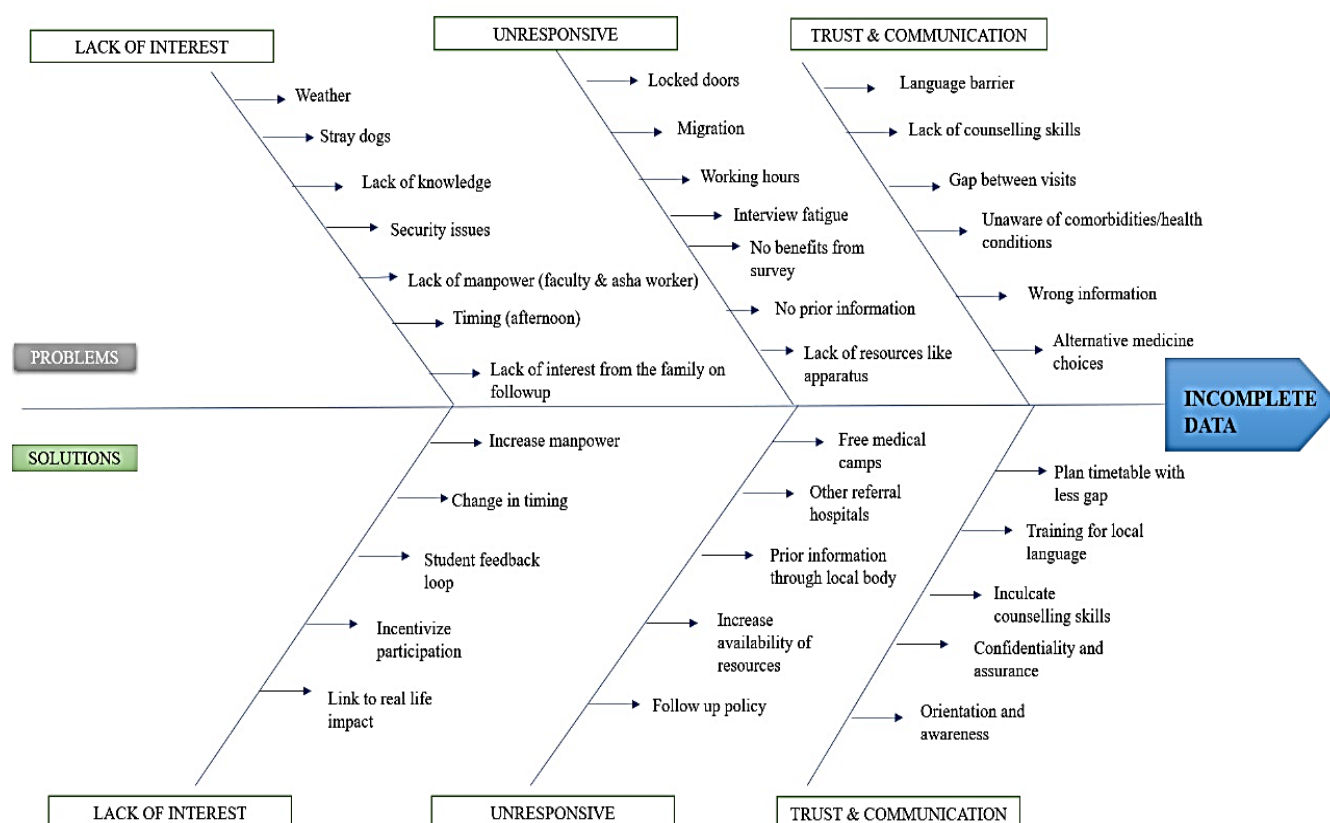 LACK OF INTEREST
Weather
Stray dogs
Lack of knowledge
Security issues
Lack of manpower (faculty & asha worker)
Timing (afternoon)
Lack of interest from the family on
followup
UNRESPONSIVE
Locked doors
Migration
Working hours
Interview fatigue
No benefits from
survey
No prior information
Lack of resources like
apparatus
TRUST & COMMUNICATION
Language barrier
Lack of counselling skills
Gap between visits
Unaware of comorbidities/health
conditions
Wrong information
Alternative medicine
choices
PROBLEMS
INCOMPLETE
DATA
SOLUTIONS
Increase manpower
Change in timing
Student feedback
loop
Incentivize
participation
Link to real life
impact
LACK OF INTEREST
Free medical
camps
Other referral
hospitals
Prior information
through local body
Increase
availability of
resources
Follow up policy
UNRESPONSIVE
Plan timetable with
less gap
Training for local
language
Inculcate
counselling skills
Confidentiality and
assurance
Orientation and
awareness
TRUST & COMMUNICATION